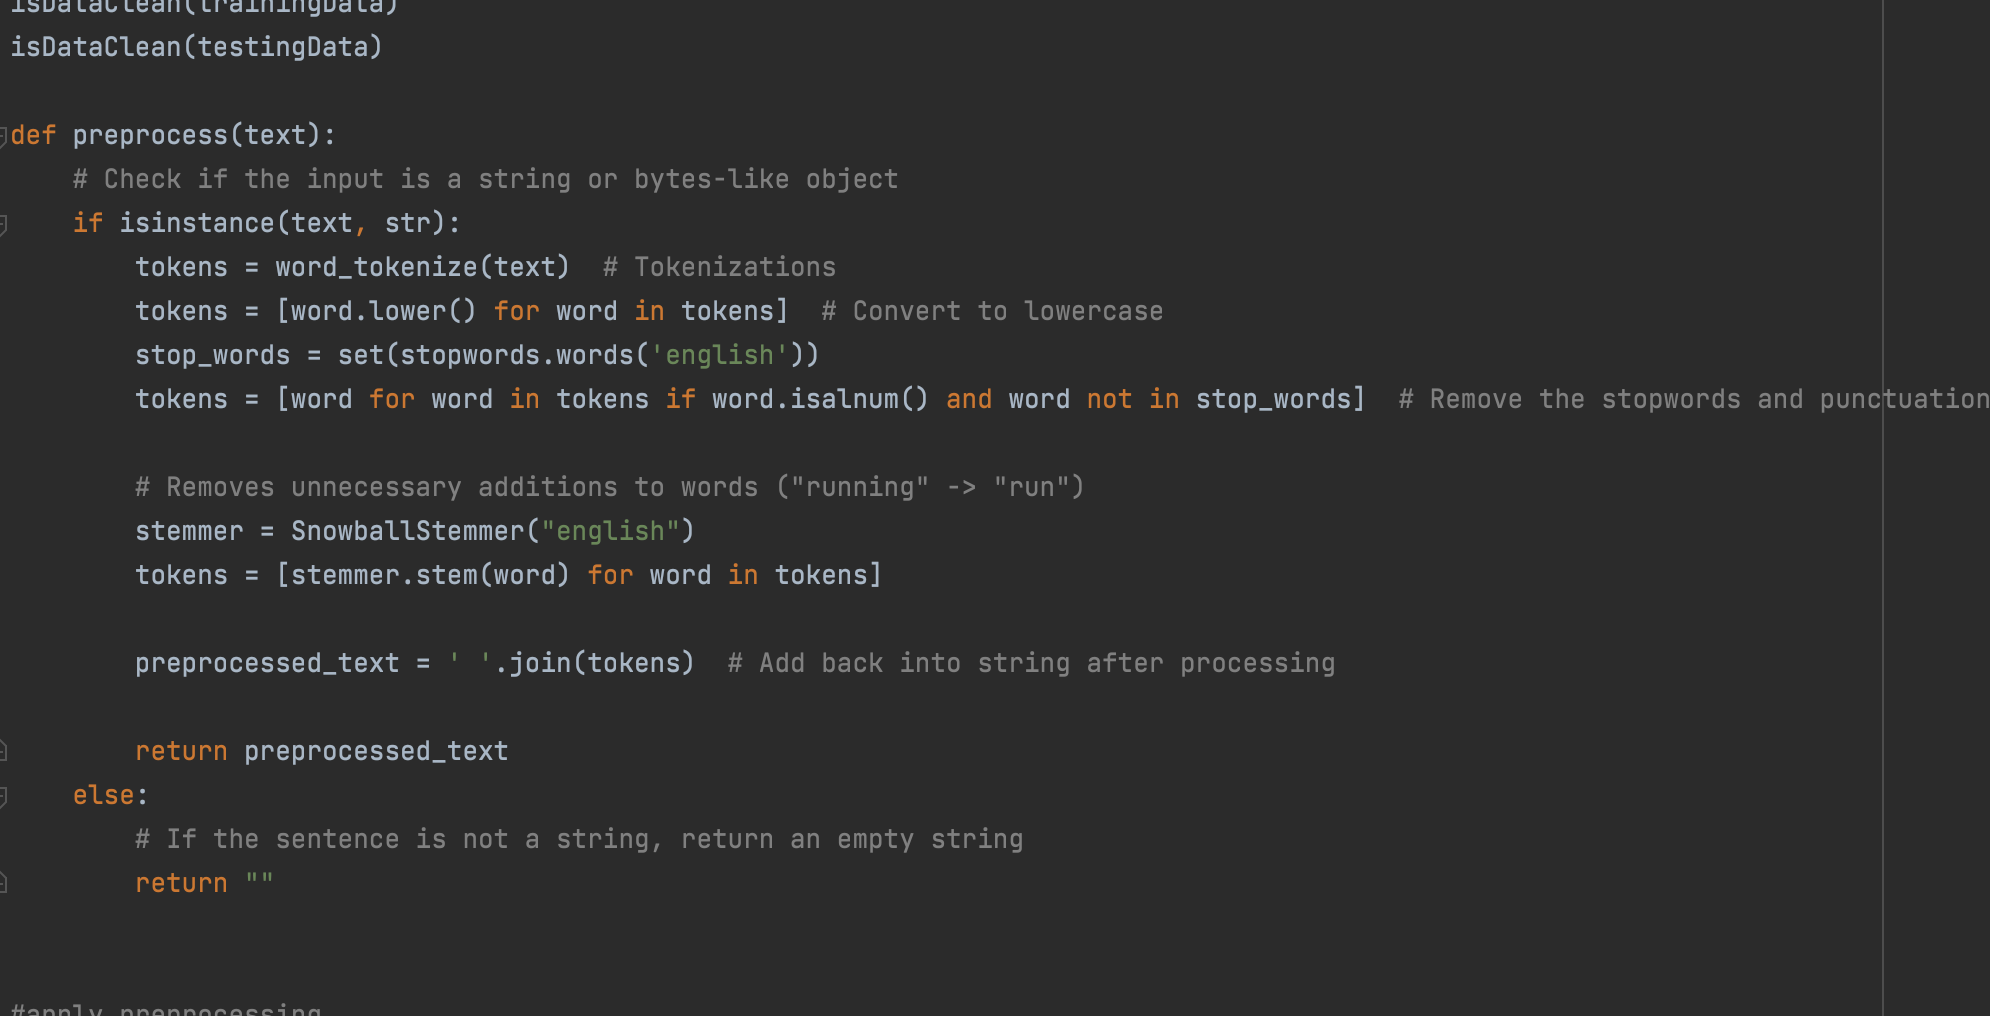 isDataClean(trainingData)
isDataClean(testingData)
def preprocess(text):
    # Check if the input is a string or bytes-like object
    if isinstance(text, str):
        tokens = word_tokenize(text)  # Tokenizations
        tokens = [word.lower() for word in tokens]  # Convert to lowercase
        stop_words = set(stopwords.words('english'))
        tokens = [word for word in tokens if word.isalnum() and word not in stop_words]  # Remove the stopwords and punctuation
        # Removes unnecessary additions to words ("running" -> "run")
        stemmer = SnowballStemmer("english")
        tokens = [stemmer.stem(word) for word in tokens]
        preprocessed_text = ' '.join(tokens)  # Add back into string after processing
        return preprocessed_text
    else:
        # If the sentence is not a string, return an empty string
        return ""
#apply preprocessing